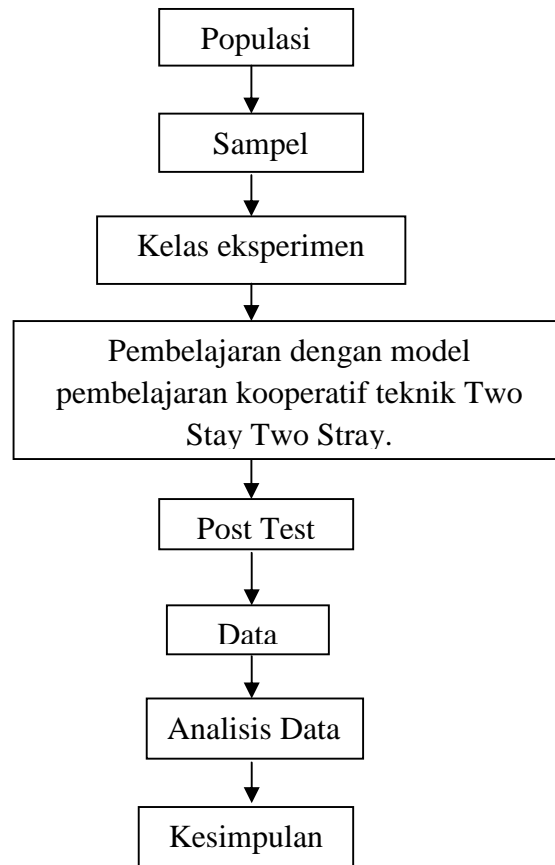 Populasi
Sampel
Kelas eksperimen
Pembelajaran dengan model
pembelajaran kooperatif teknik Two
Stay Two Stray.
Post Test
Data
Analisis Data
Kesimpulan